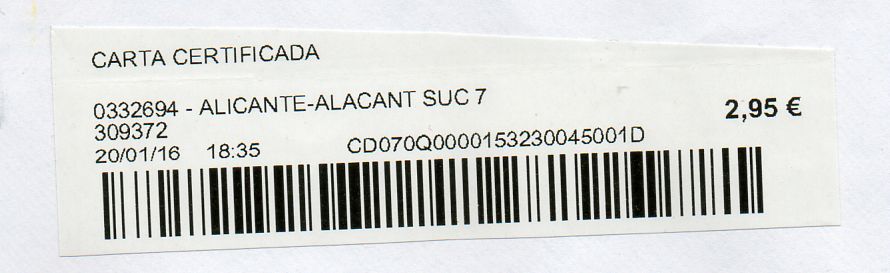 CARTA CERTIFICADA
0332694 - ALICANTE-ALACANT SUC 7
2,95 €
309372
20/01/16 18:35 CD070Q0000153230045001D